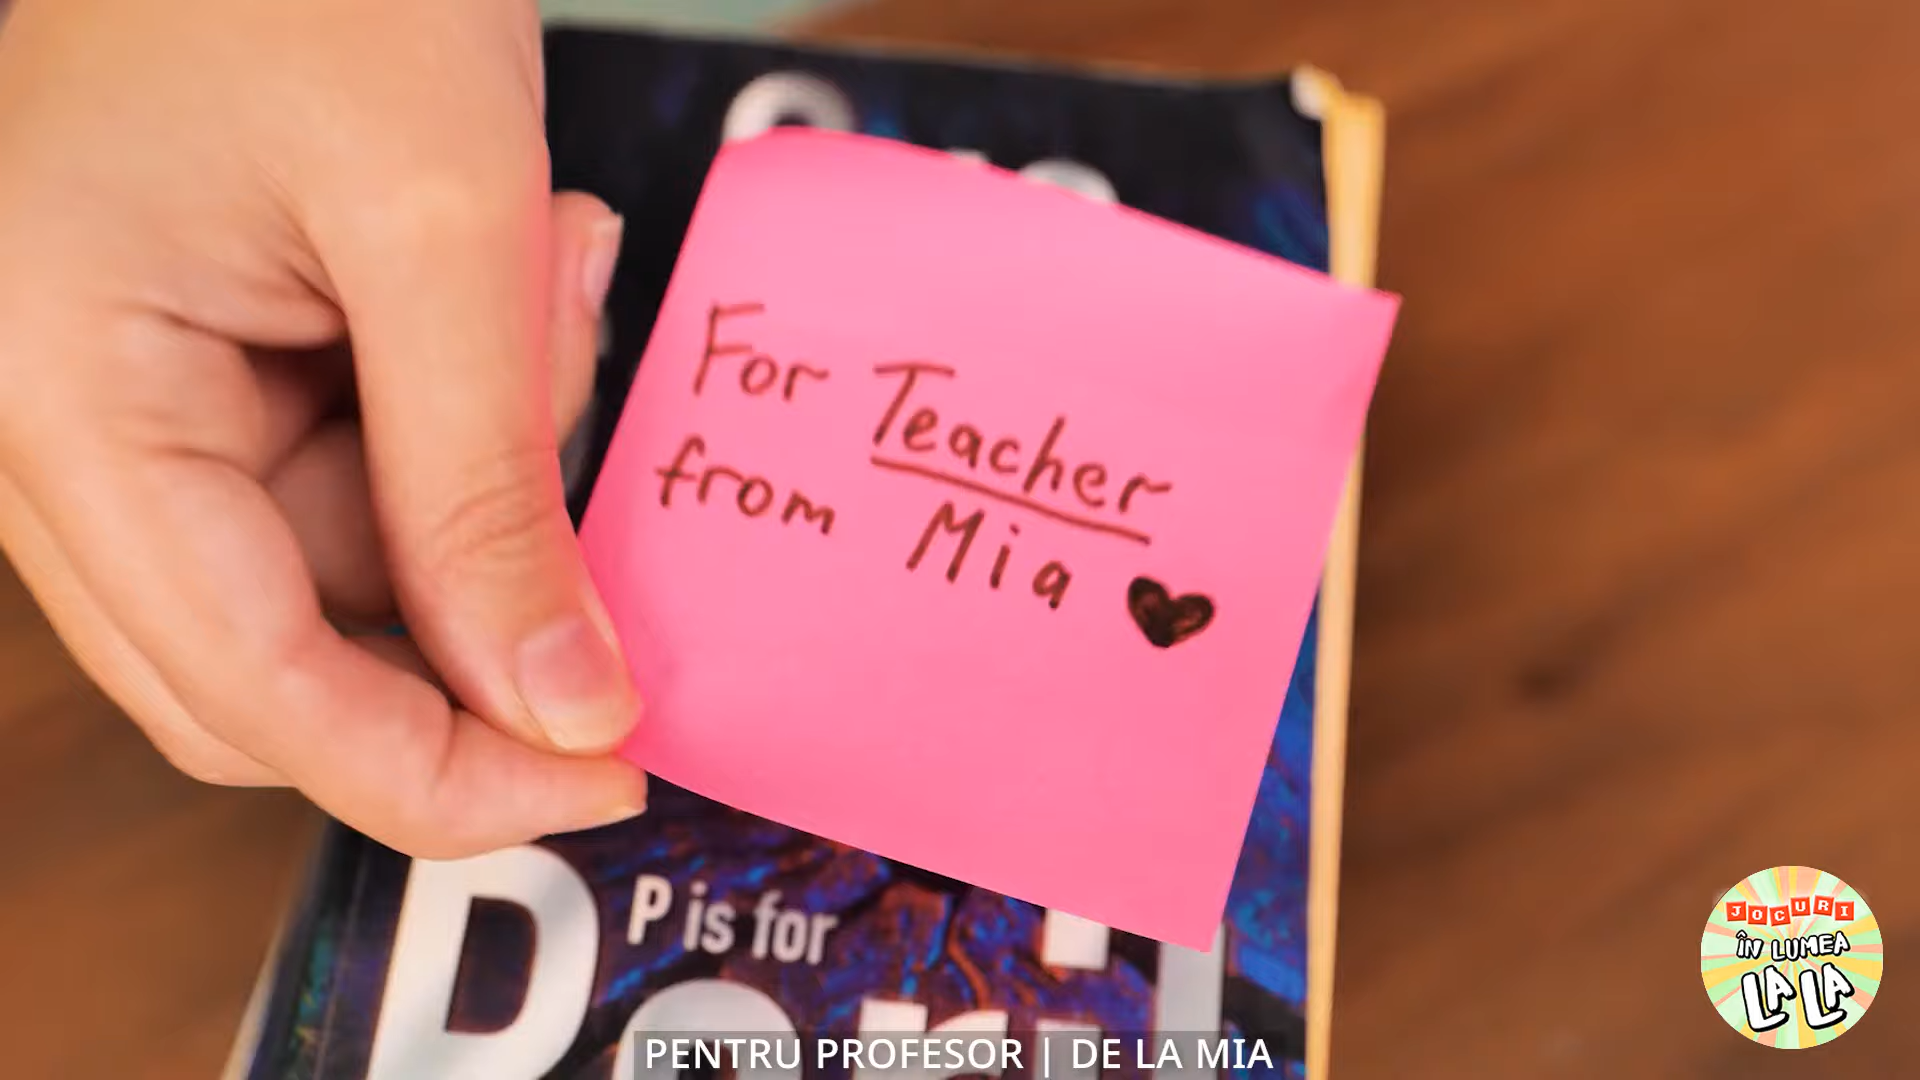 For Teacher
from Mia
P is for
PENTRU PROFESOR | DE LA MIA
JOCURI
ÎN LUMEA
LA LA